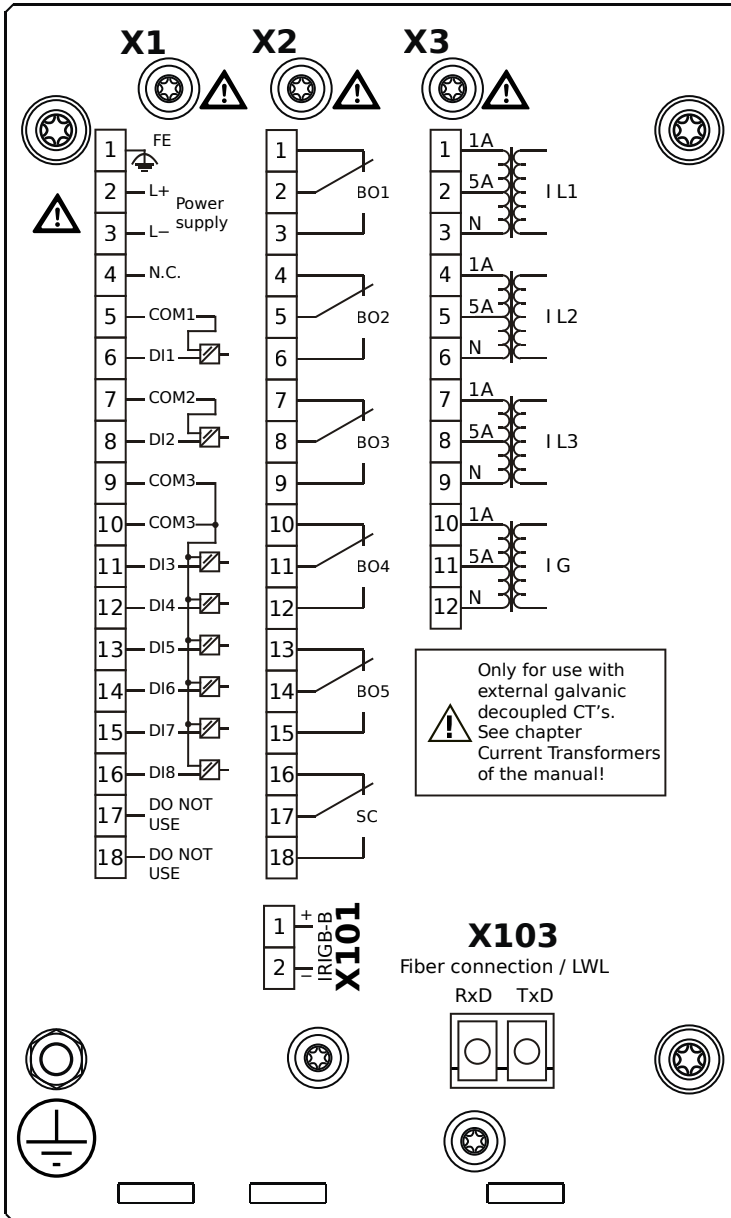 X1
X2
X3
1 FE
2 L+
Power
supply
3 L−
4 N.C.
5 COM1
6 DI1
7 COM2
8 DI2
9 COM3
10 COM3
11 DI3
12 DI4
13 DI5
14 DI6
15 DI7
16 DI8
17 DO NOT
USE
18 DO NOT
USE
1
2 BO1
3
4
5 BO2
6
7
8 BO3
9
10
11 BO4
12
13
14 BO5
15
16
17 SC
18
1 1A
2 5A I L1
3 N
4 1A
5 5A I L2
6 N
7 1A
8 5A I L3
9 N
10 1A
11 5A I G
12 N
Only for use with
external galvanic
decoupled CT's.
See chapter
Current Transformers
of the manual!
1 +
2 −
IRIGB-B
X101
X103
Fiber connection / LWL
RxD TxD